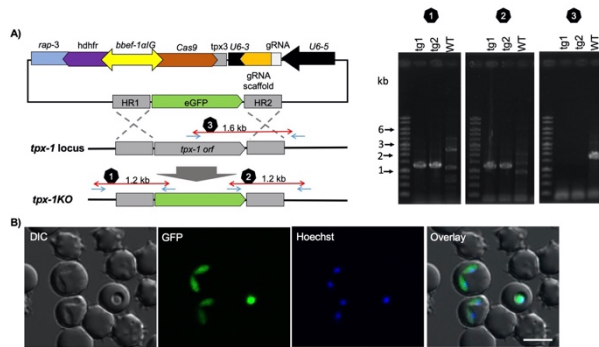 A)
rap-3 hdhfr bbef-1αIG Cas9 tpx3 U6-3 gRNA U6-5
gRNA
scaffold
HR1 eGFP HR2
3
1.6 kb
tpx-1 locus tpx-1 orf
1 2
1.2 kb 1.2 kb
tpx-1KO
1 2 3
tg1 tg2 WT tg1 tg2 WT tg1 tg2 WT
kb
6
3
2
1
B)
DIC GFP Hoechst Overlay